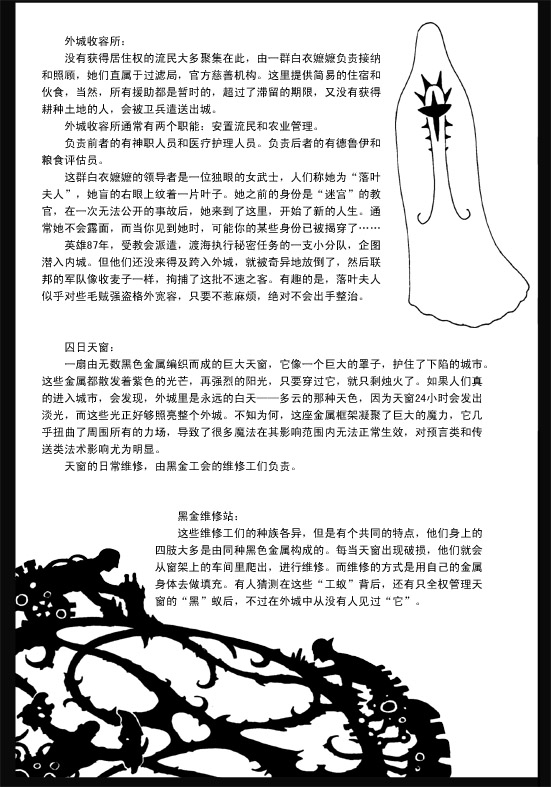 外城收容所：
没有获得居住权的流民大多聚集在此，由一群白衣嬷嬷负责接纳
和照顾，她们直属于过滤局，官方慈善机构。这里提供简易的住宿和
伙食，当然，所有援助都是暂时的，超过了滞留的期限，又没有获得
耕种土地的人，会被卫兵遣送出城。
外城收容所通常有两个职能：安置流民和农业管理。
负责前者的有神职人员和医疗护理人员。负责后者的有德鲁伊和
粮食评估员。
这群白衣嬷嬷的领导者是一位独眼的女武士，人们称她为“落叶
夫人”，她盲的右眼上纹着一片叶子。她之前的身份是“迷宫”的教
官，在一次无法公开的事故后，她来到了这里，开始了新的人生。通
常她不会露面，而当你见到她时，可能你的某些身份已被揭穿了……
英雄87年，受教会派遣，渡海执行秘密任务的一支小分队，企图
潜入内城。但他们还没来得及跨入外城，就被奇异地放倒了，然后联
邦的军队像收麦子一样，拘捕了这批不速之客。有趣的是，落叶夫人
似乎对些毛贼强盗格外宽容，只要不惹麻烦，绝对不会出手整治。
囚日天窗：
一扇由无数黑色金属编织而成的巨大天窗，它像一个巨大的罩子，护住了下陷的城市。
这些金属都散发着紫色的光芒，再强烈的阳光，只要穿过它，就只剩烛火了。如果人们真
的进入城市，会发现，外城里是永远的白天——多云的那种天色，因为天窗24小时会发出
淡光，而这些光正好够照亮整个外城。不知为何，这座金属框架凝聚了巨大的魔力，它几
乎扭曲了周围所有的力场，导致了很多魔法在其影响范围内无法正常生效，对预言类和传
送类法术影响尤为明显。
天窗的日常维修，由黑金工会的维修工们负责。
黑金维修站：
这些维修工们的种族各异，但是有个共同的特点，他们身上的
四肢大多是由同种黑色金属构成的。每当天窗出现破损，他们就会
从窗架上的车间里爬出，进行维修。而维修的方式是用自己的金属
身体去做填充。有人猜测在这些“工蚁”背后，还有只全权管理天
窗的“黑”蚁后，不过在外城中从没有人见过“它”。